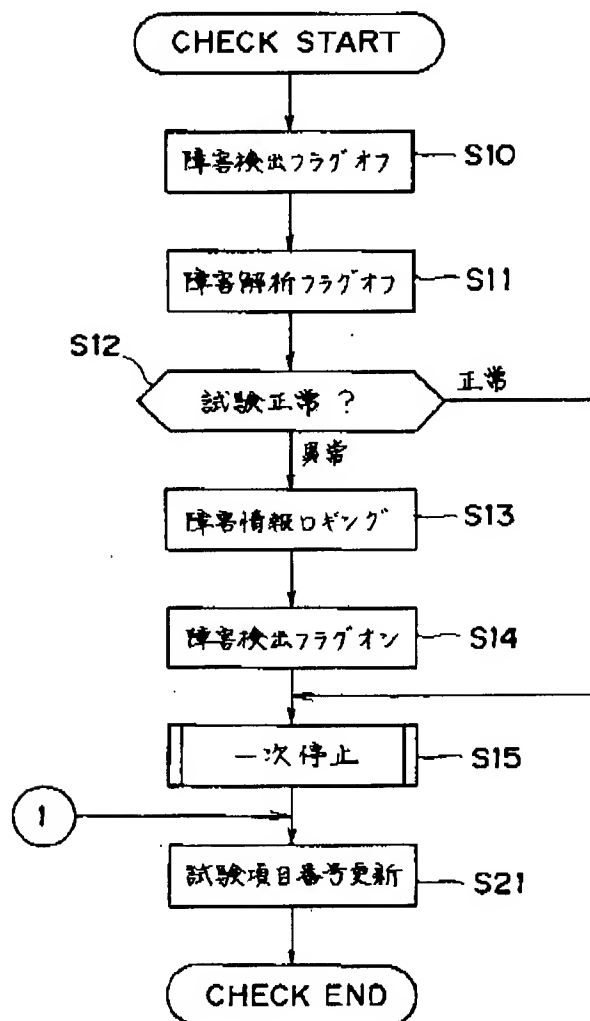 CHECK START
障害検出フラグオフ
S10
障害解析フラグオフ
S11
S12
試験正常?
正常
異常
障害情報ロギング
S13
障害検出フラグオン
S14
一次停止
S15
1
試験項目番号更新
S21
CHECK END